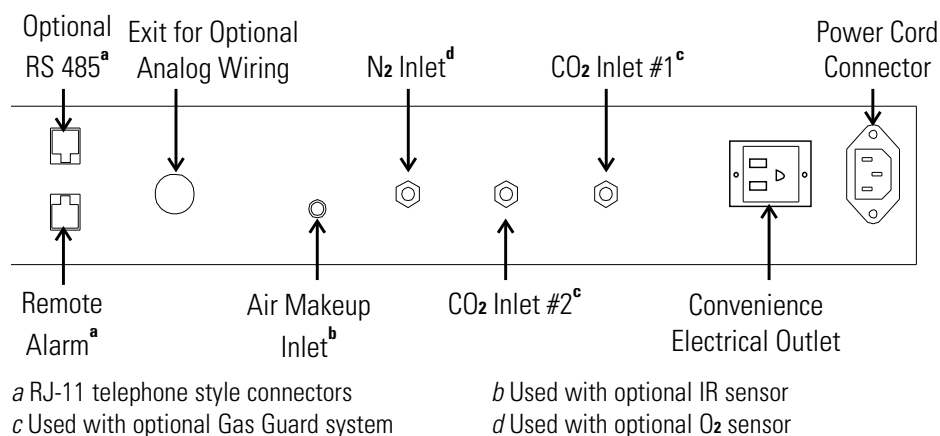 Optional
RS 485a
Exit for Optional
Analog Wiring
N2 Inletd
CO2 Inlet #1c
Power Cord
Connector
Remote
Alarma
Air Makeup
Inletb
CO2 Inlet #2c
Convenience
Electrical Outlet
a RJ-11 telephone style connectors
b Used with optional IR sensor
c Used with optional Gas Guard system
d Used with optional O2 sensor